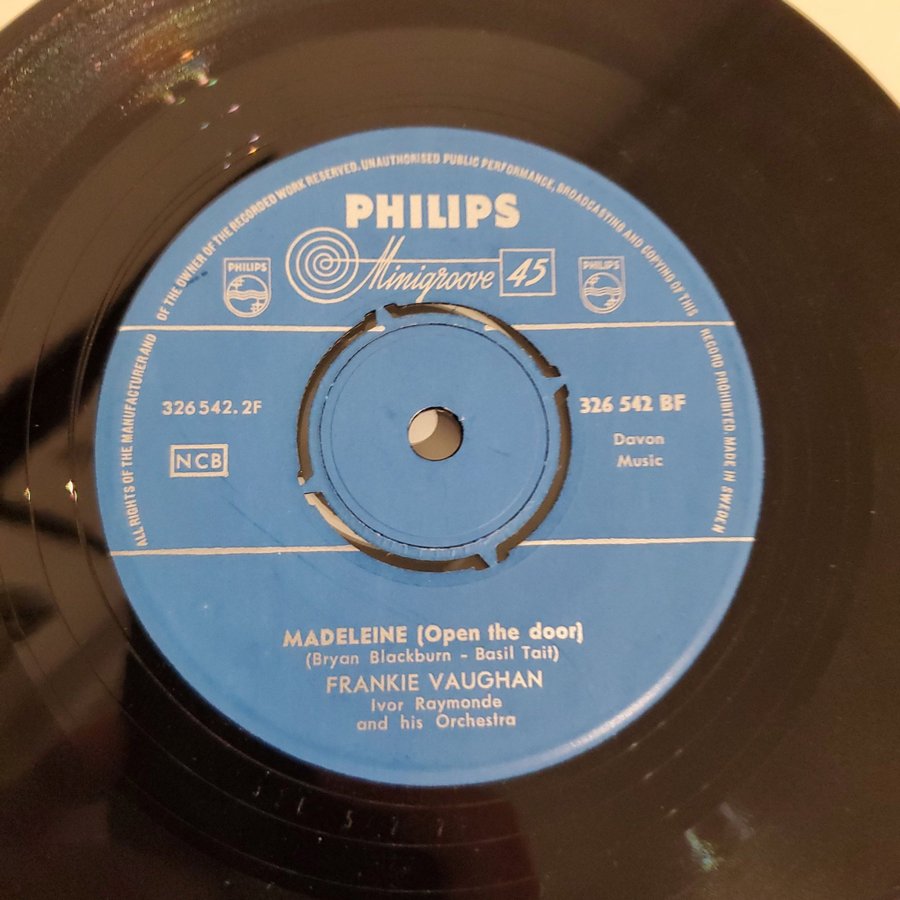 ALL RIGHTS OF THE MANUFACTURER AND OF THE OWNER OF THE RECORDED WORK RESERVED. UNAUTHORISED PUBLIC PERFORMANCE, BROADCASTING AND COPYING OF THIS RECORD PROHIBITED. MADE IN SWEDEN
PHILIPS
Minigroove 45
PHILIPS
PHILIPS
326 542.2F
NCB
326 542 BF
Davon
Music
MADELEINE (Open the door)
(Bryan Blackburn - Basil Tait)
FRANKIE VAUGHAN
Ivor Raymonde
and his Orchestra